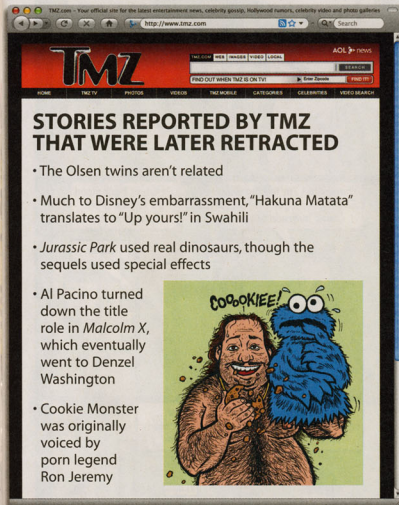 TMZ.com - Your official site for the latest entertainment news, celebrity gossip, Hollywood rumors, celebrity video and photo galleries
http://www.tmz.com
Search
TMZ
AOL news
TMZ.COM WEB IMAGES VIDEO LOCAL
SEARCH
FIND OUT WHEN TMZ IS ON TV! Enter Zipcode FIND IT!
HOME TMZ TV PHOTOS VIDEOS TMZ MOBILE CATEGORIES CELEBRITIES VIDEO SEARCH
STORIES REPORTED BY TMZ
THAT WERE LATER RETRACTED
• The Olsen twins aren't related
• Much to Disney's embarrassment, "Hakuna Matata"
translates to "Up yours!" in Swahili
• Jurassic Park used real dinosaurs, though the
sequels used special effects
• Al Pacino turned
down the title
role in Malcolm X,
which eventually
went to Denzel
Washington
• Cookie Monster
was originally
voiced by
porn legend
Ron Jeremy
COOOOKIEE!